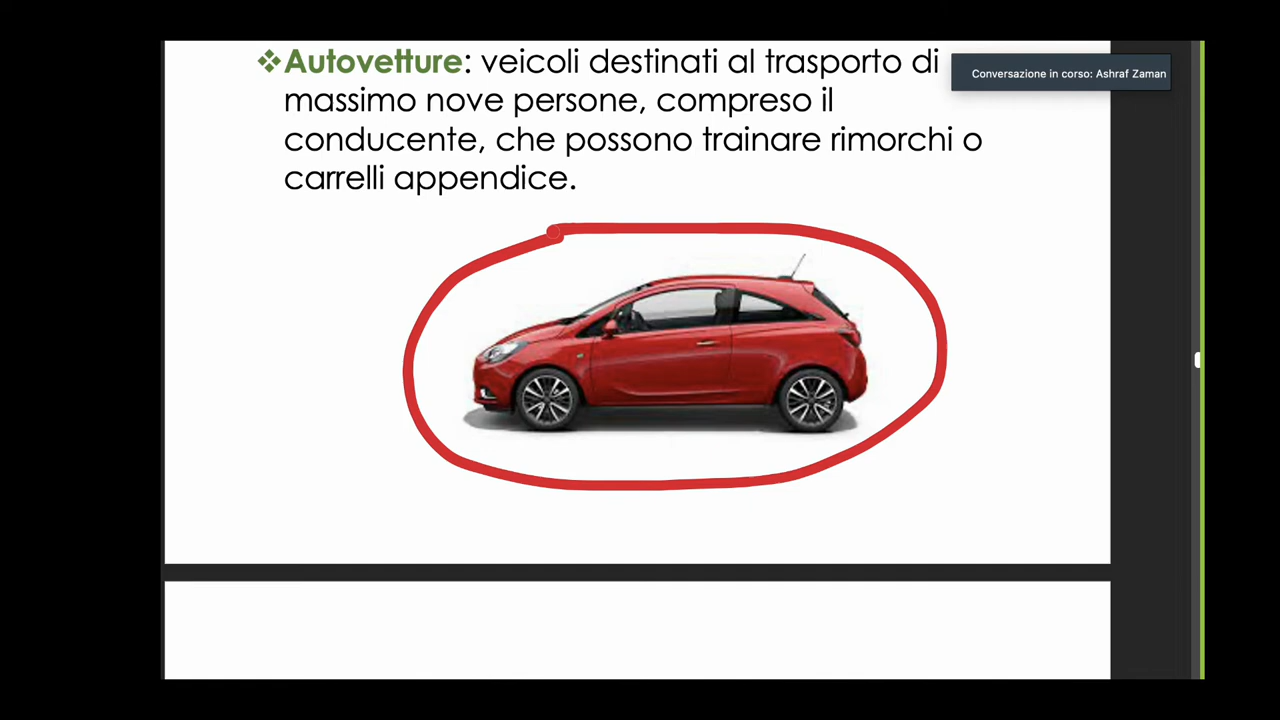 ❖Autovetture: veicoli destinati al trasporto di
massimo nove persone, compreso il
conducente, che possono trainare rimorchi o
carrelli appendice.
Conversazione in corso: Ashraf Zaman